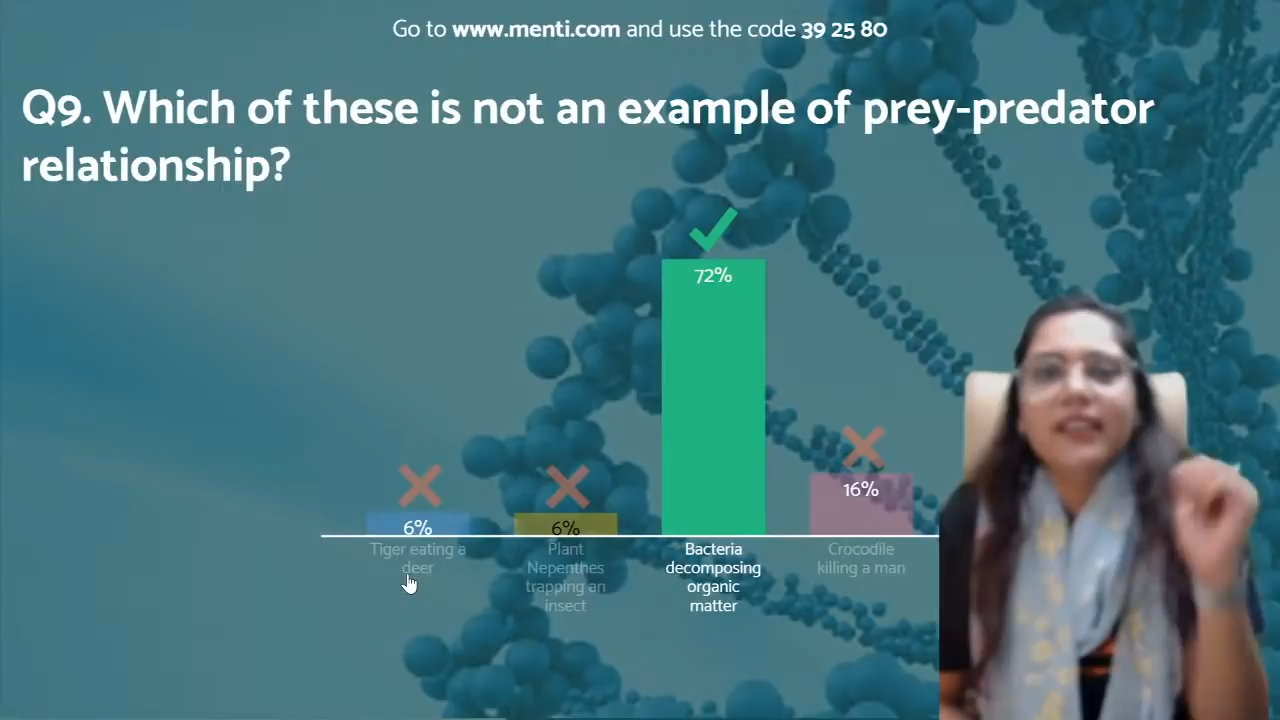 Go to www.menti.com and use the code 39 25 80
Q9. Which of these is not an example of prey-predator
relationship?
72%
16%
6%
6%
Tiger eating a
deer
Plant
Nepenthes
trapping an
insect
Bacteria
decomposing
organic
matter
Crocodile
killing a man